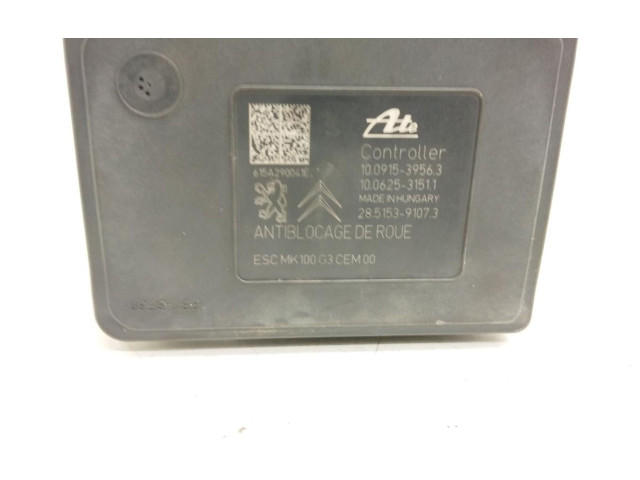 Ate
Controller
10.0915-3956.3
10.0625-3151.1
MADE IN HUNGARY
28.5153-9107.3
615A290041E
ANTIBLOCAGE DE ROUE
ESC MK100 G3 CEM 00